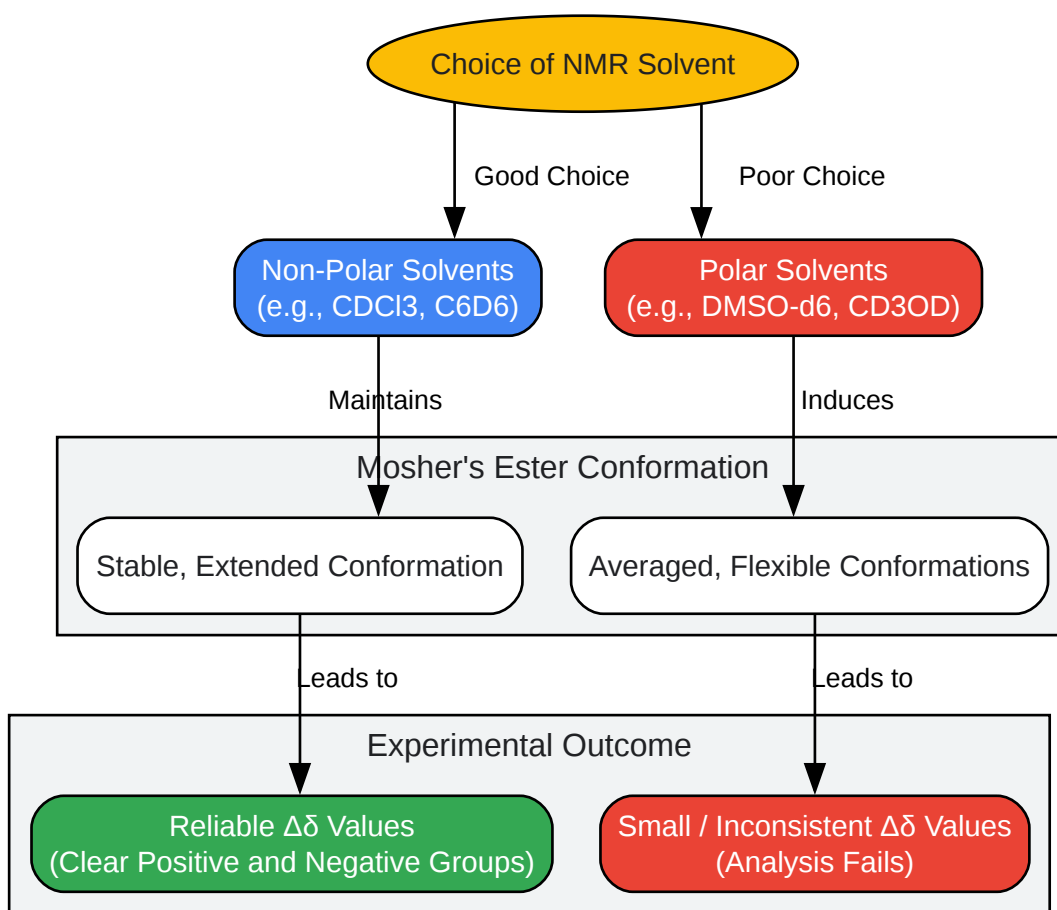 Choice of NMR Solvent
Good Choice
Poor Choice
Non-Polar Solvents
(e.g., CDCl3, C6D6)
Polar Solvents
(e.g., DMSO-d6, CD3OD)
Maintains
Induces
Mosher's Ester Conformation
Stable, Extended Conformation
Averaged, Flexible Conformations
Leads to
Leads to
Experimental Outcome
Reliable Δδ Values
(Clear Positive and Negative Groups)
Small / Inconsistent Δδ Values
(Analysis Fails)